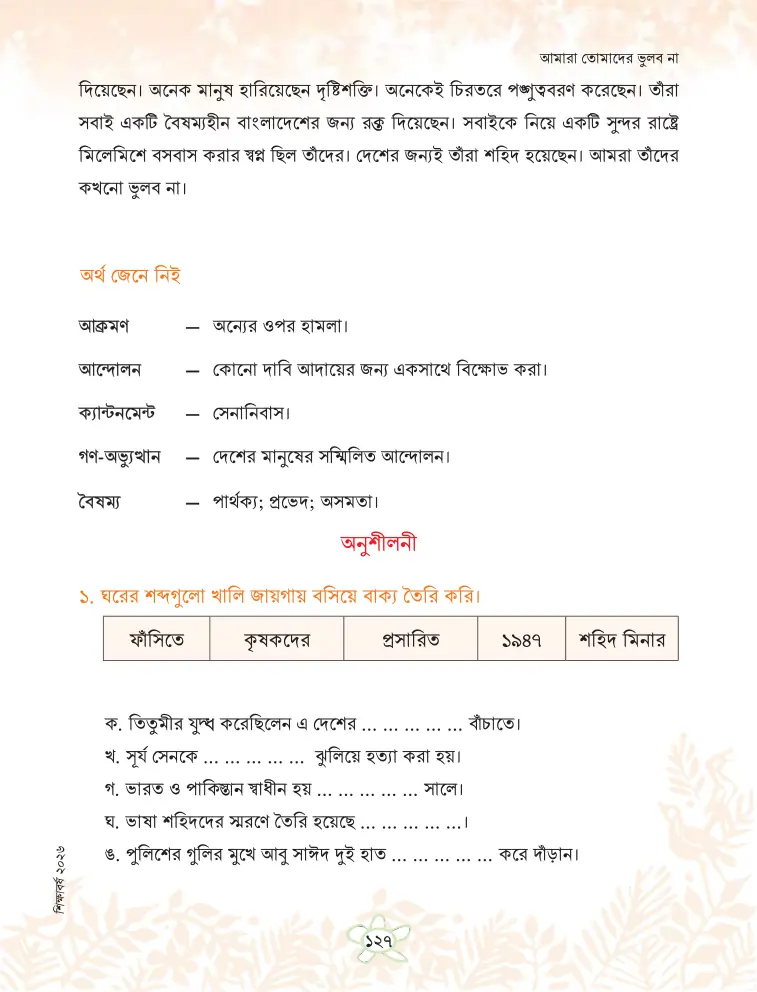 আমারা তোমাদের ভুলব না
দিয়েছেন। অনেক মানুষ হারিয়েছেন দৃষ্টিশক্তি। অনেকেই চিরতরে পঙ্গুত্ববরণ করেছেন। তাঁরা
সবাই একটি বৈষম্যহীন বাংলাদেশের জন্য রক্ত দিয়েছেন। সবাইকে নিয়ে একটি সুন্দর রাষ্ট্রে
মিলেমিশে বসবাস করার স্বপ্ন ছিল তাঁদের। দেশের জন্যই তাঁরা শহিদ হয়েছেন। আমরা তাঁদের
কখনো ভুলব না।
অর্থ জেনে নিই
আক্রমণ – অন্যের ওপর হামলা।
আন্দোলন – কোনো দাবি আদায়ের জন্য একসাথে বিক্ষোভ করা।
ক্যান্টনমেন্ট – সেনানিবাস।
গণ-অভ্যুত্থান – দেশের মানুষের সম্মিলিত আন্দোলন।
বৈষম্য – পার্থক্য; প্রভেদ; অসমতা।
অনুশীলনী
১. ঘরের শব্দগুলো খালি জায়গায় বসিয়ে বাক্য তৈরি করি।
ফাঁসিতে কৃষকদের প্রসারিত ১৯৪৭ শহিদ মিনার
ক. তিতুমীর যুদ্ধ করেছিলেন এ দেশের ... ... ... ... ... বাঁচাতে।
খ. সূর্য সেনকে ... ... ... ... ... ঝুলিয়ে হত্যা করা হয়।
গ. ভারত ও পাকিস্তান স্বাধীন হয় ... ... ... ... ... সালে।
ঘ. ভাষা শহিদদের স্মরণে তৈরি হয়েছে ... ... ... ... ...।
ঙ. পুলিশের গুলির মুখে আবু সাঈদ দুই হাত ... ... ... ... ... করে দাঁড়ান।
শিক্ষাবর্ষ ২০২৬
১২৭